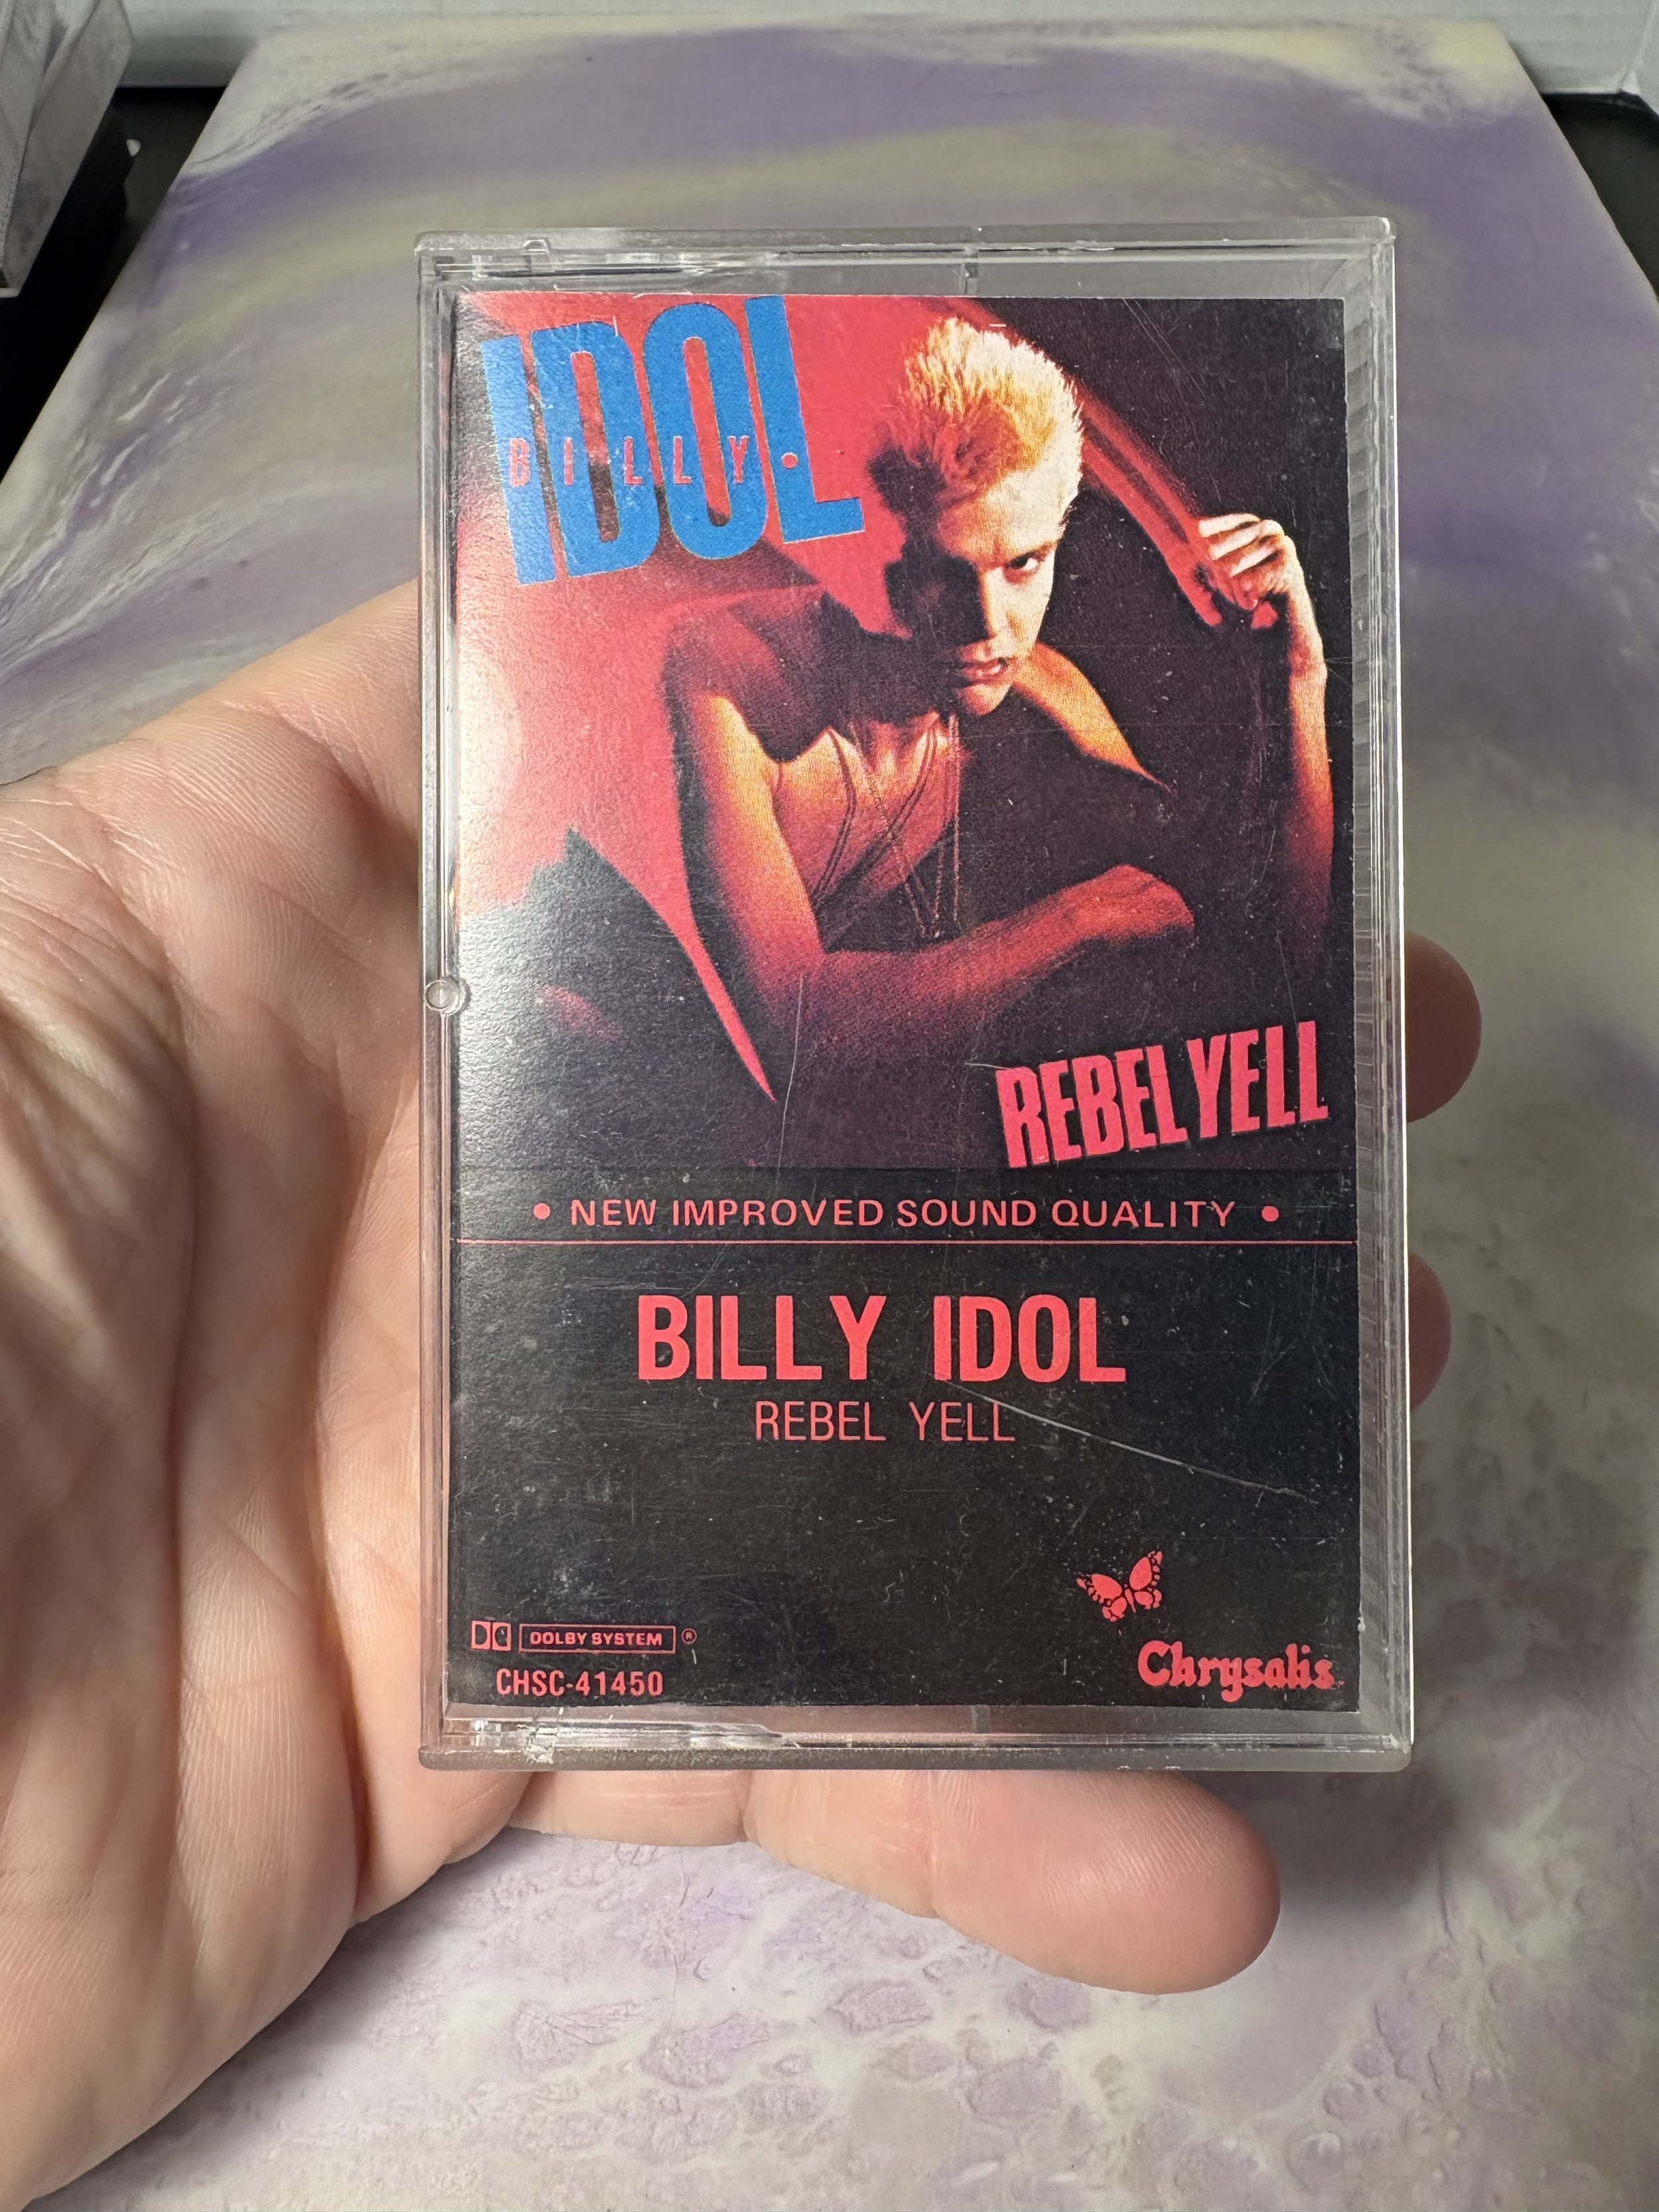 IDOL
BILLY
REBEL YELL
• NEW IMPROVED SOUND QUALITY •
BILLY IDOL
REBEL YELL
DOLBY SYSTEM ®
CHSC-41450
Chrysalis